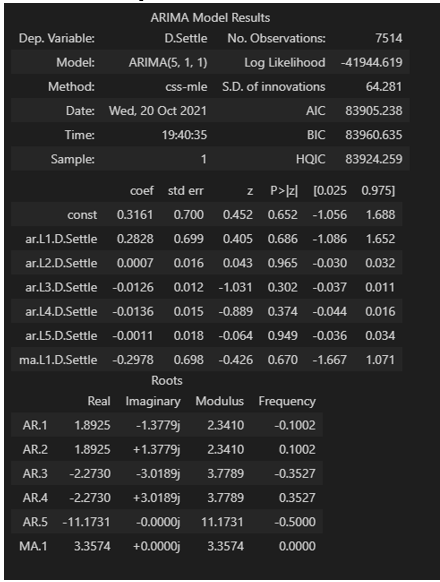 ARIMA Model Results
Dep. Variable: D.Settle No. Observations: 7514
Model: ARIMA(5, 1, 1) Log Likelihood -41944.619
Method: css-mle S.D. of innovations 64.281
Date: Wed, 20 Oct 2021 AIC 83905.238
Time: 19:40:35 BIC 83960.635
Sample: 1 HQIC 83924.259
coef std err z P>|z| [0.025 0.975]
const 0.3161 0.700 0.452 0.652 -1.056 1.688
ar.L1.D.Settle 0.2828 0.699 0.405 0.686 -1.086 1.652
ar.L2.D.Settle 0.0007 0.016 0.043 0.965 -0.030 0.032
ar.L3.D.Settle -0.0126 0.012 -1.031 0.302 -0.037 0.011
ar.L4.D.Settle -0.0136 0.015 -0.889 0.374 -0.044 0.016
ar.L5.D.Settle -0.0011 0.018 -0.064 0.949 -0.036 0.034
ma.L1.D.Settle -0.2978 0.698 -0.426 0.670 -1.667 1.071
Roots
Real Imaginary Modulus Frequency
AR.1 1.8925 -1.3779j 2.3410 -0.1002
AR.2 1.8925 +1.3779j 2.3410 0.1002
AR.3 -2.2730 -3.0189j 3.7789 -0.3527
AR.4 -2.2730 +3.0189j 3.7789 0.3527
AR.5 -11.1731 -0.0000j 11.1731 -0.5000
MA.1 3.3574 +0.0000j 3.3574 0.0000